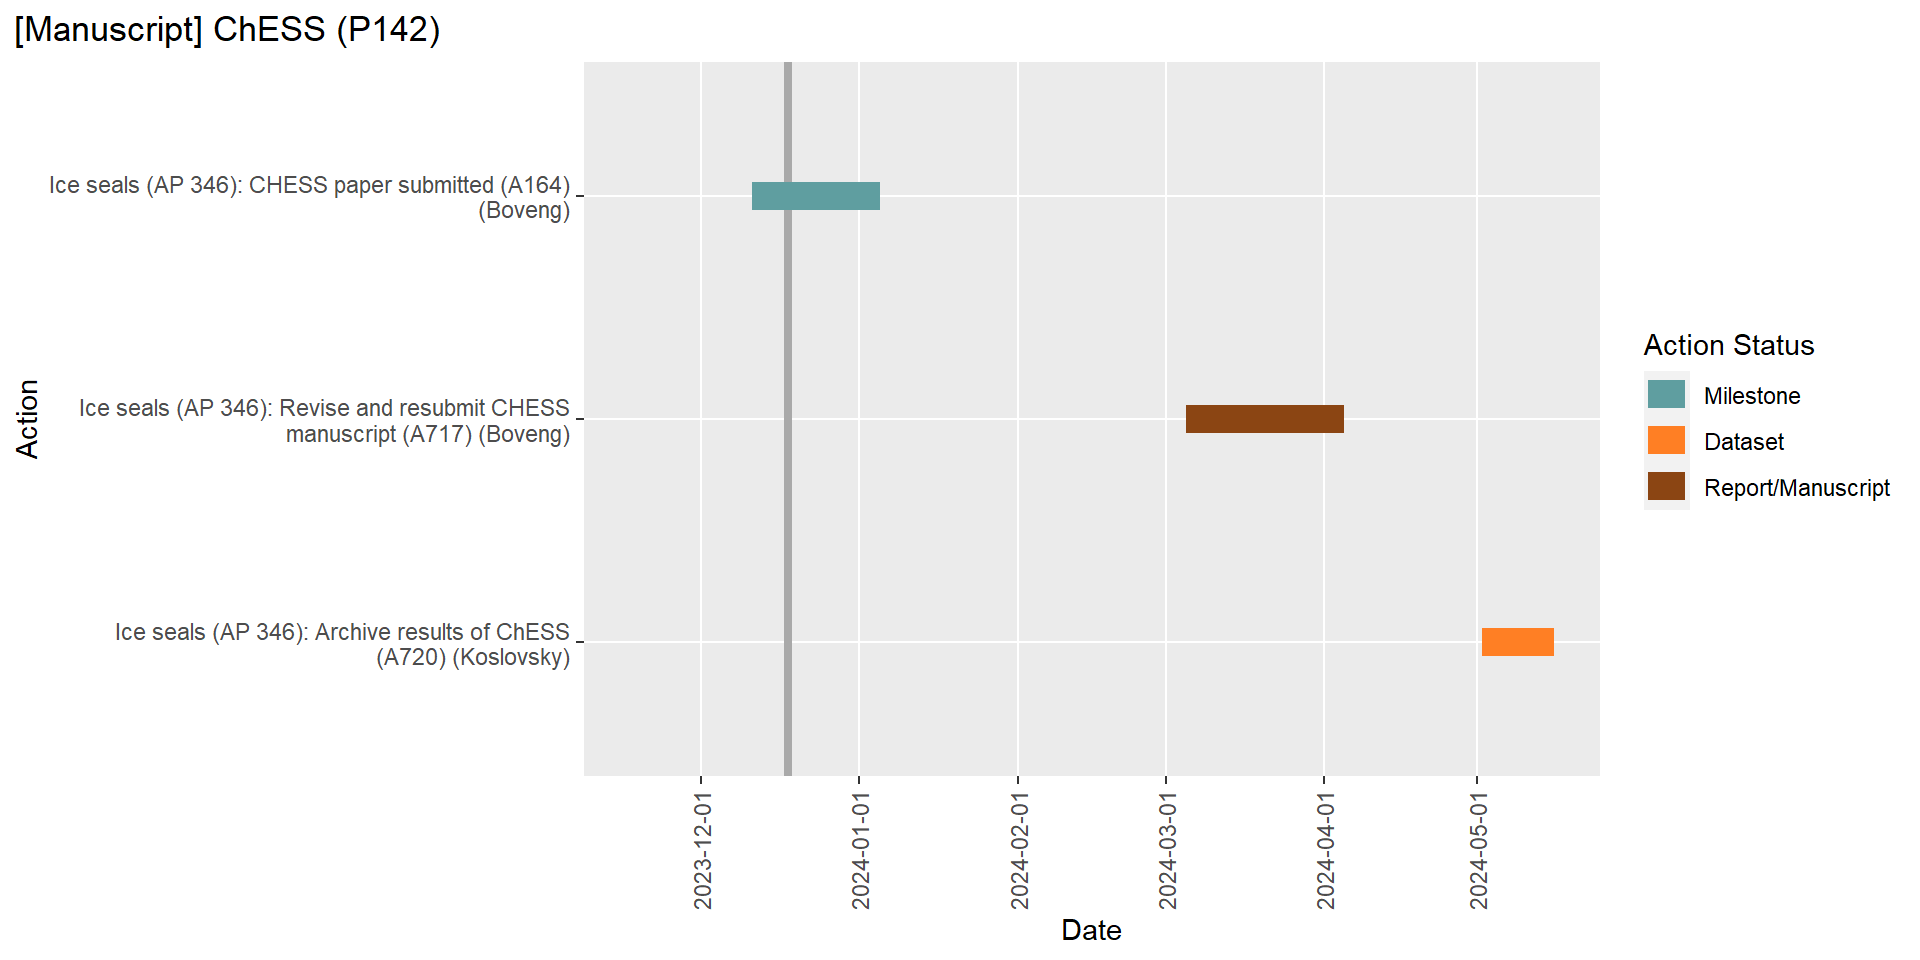 [Manuscript] ChESS (P142)
Ice seals (AP 346): CHESS paper submitted (A164)
(Boveng)
Ice seals (AP 346): Revise and resubmit CHESS
manuscript (A717) (Boveng)
Ice seals (AP 346): Archive results of ChESS
(A720) (Koslovsky)
Action
2023-12-01
2024-01-01
2024-02-01
2024-03-01
2024-04-01
2024-05-01
Date
Action Status
Milestone
Dataset
Report/Manuscript